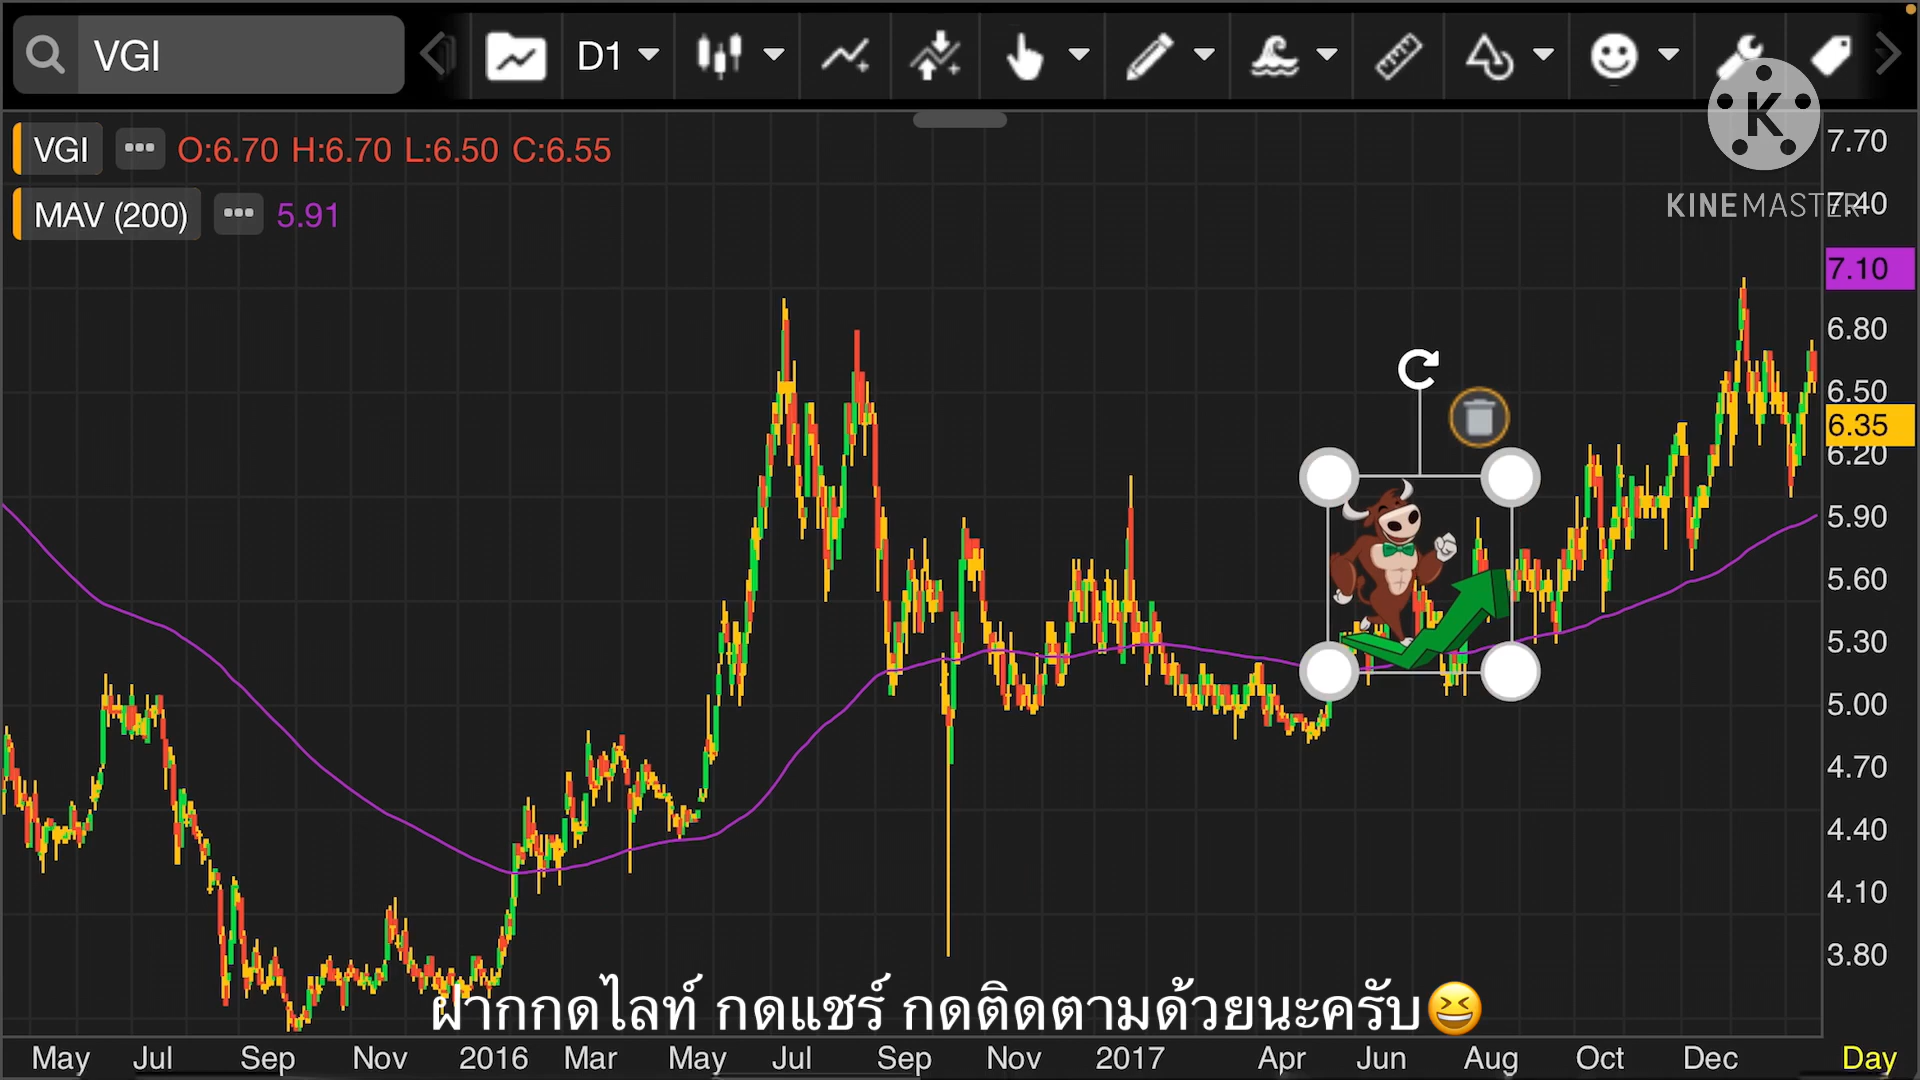 VGI D1
VGI O:6.70 H:6.70 L:6.50 C:6.55
MAV (200) 5.91
K
KINEMASTER
7.70
7.40
7.10
6.80
6.50
6.35
6.20
5.90
5.60
5.30
5.00
4.70
4.40
4.10
3.80
ฝากกดไลท์ กดแชร์ กดติดตามด้วยนะครับ😆
May Jul Sep Nov 2016 Mar May Jul Sep Nov 2017 Apr Jun Aug Oct Dec Day